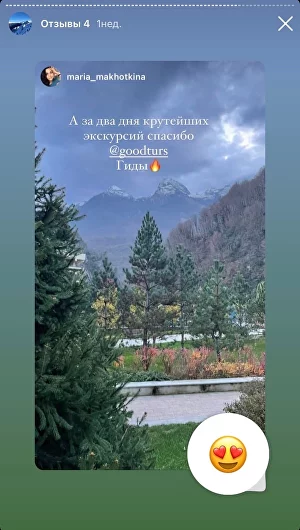 Отзывы 4 1нед.
maria_makhotkina
А за два дня крутейших
экскурсий спасибо
@goodturs
Гиды🔥